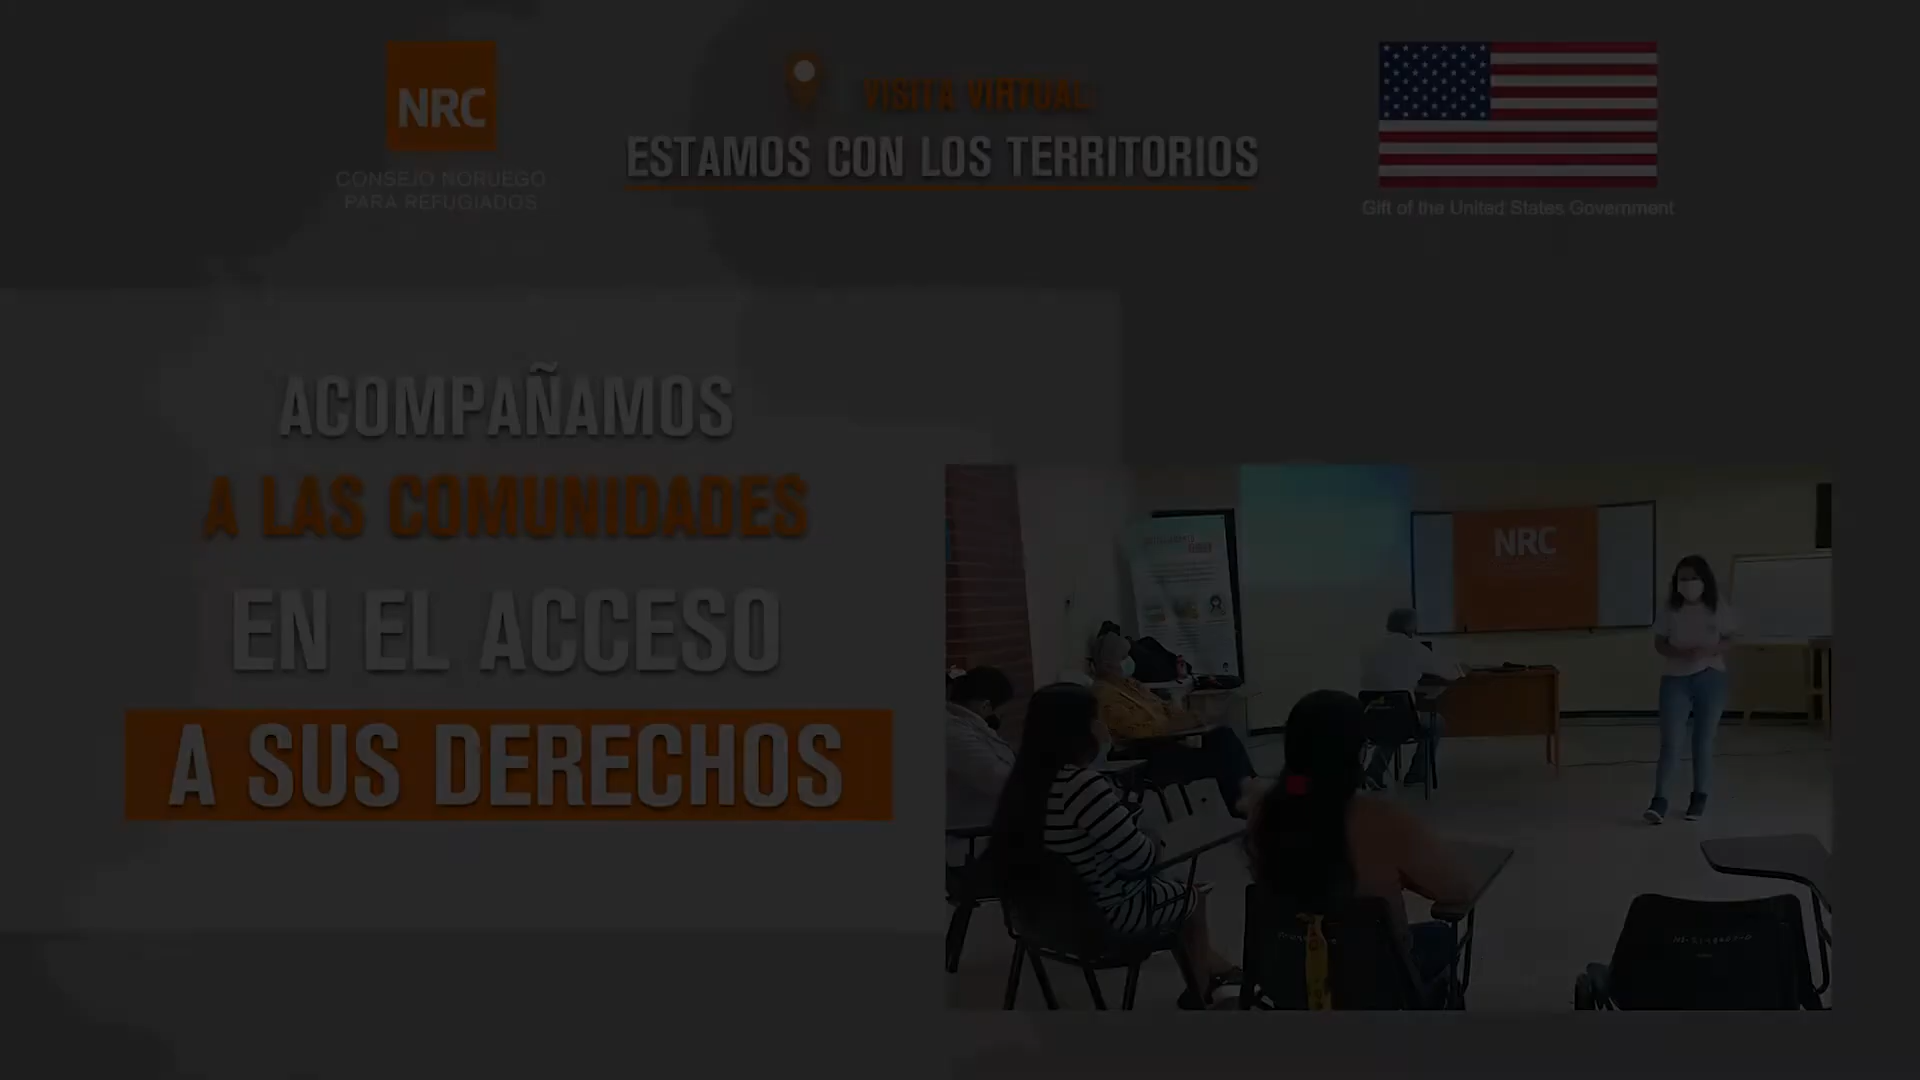 NRC
CONSEJO NORUEGO
PARA REFUGIADOS
VISITA VIRTUAL:
ESTAMOS CON LOS TERRITORIOS
Gift of the United States Government
ACOMPAÑAMOS
A LAS COMUNIDADES
EN EL ACCESO
A SUS DERECHOS
NRC